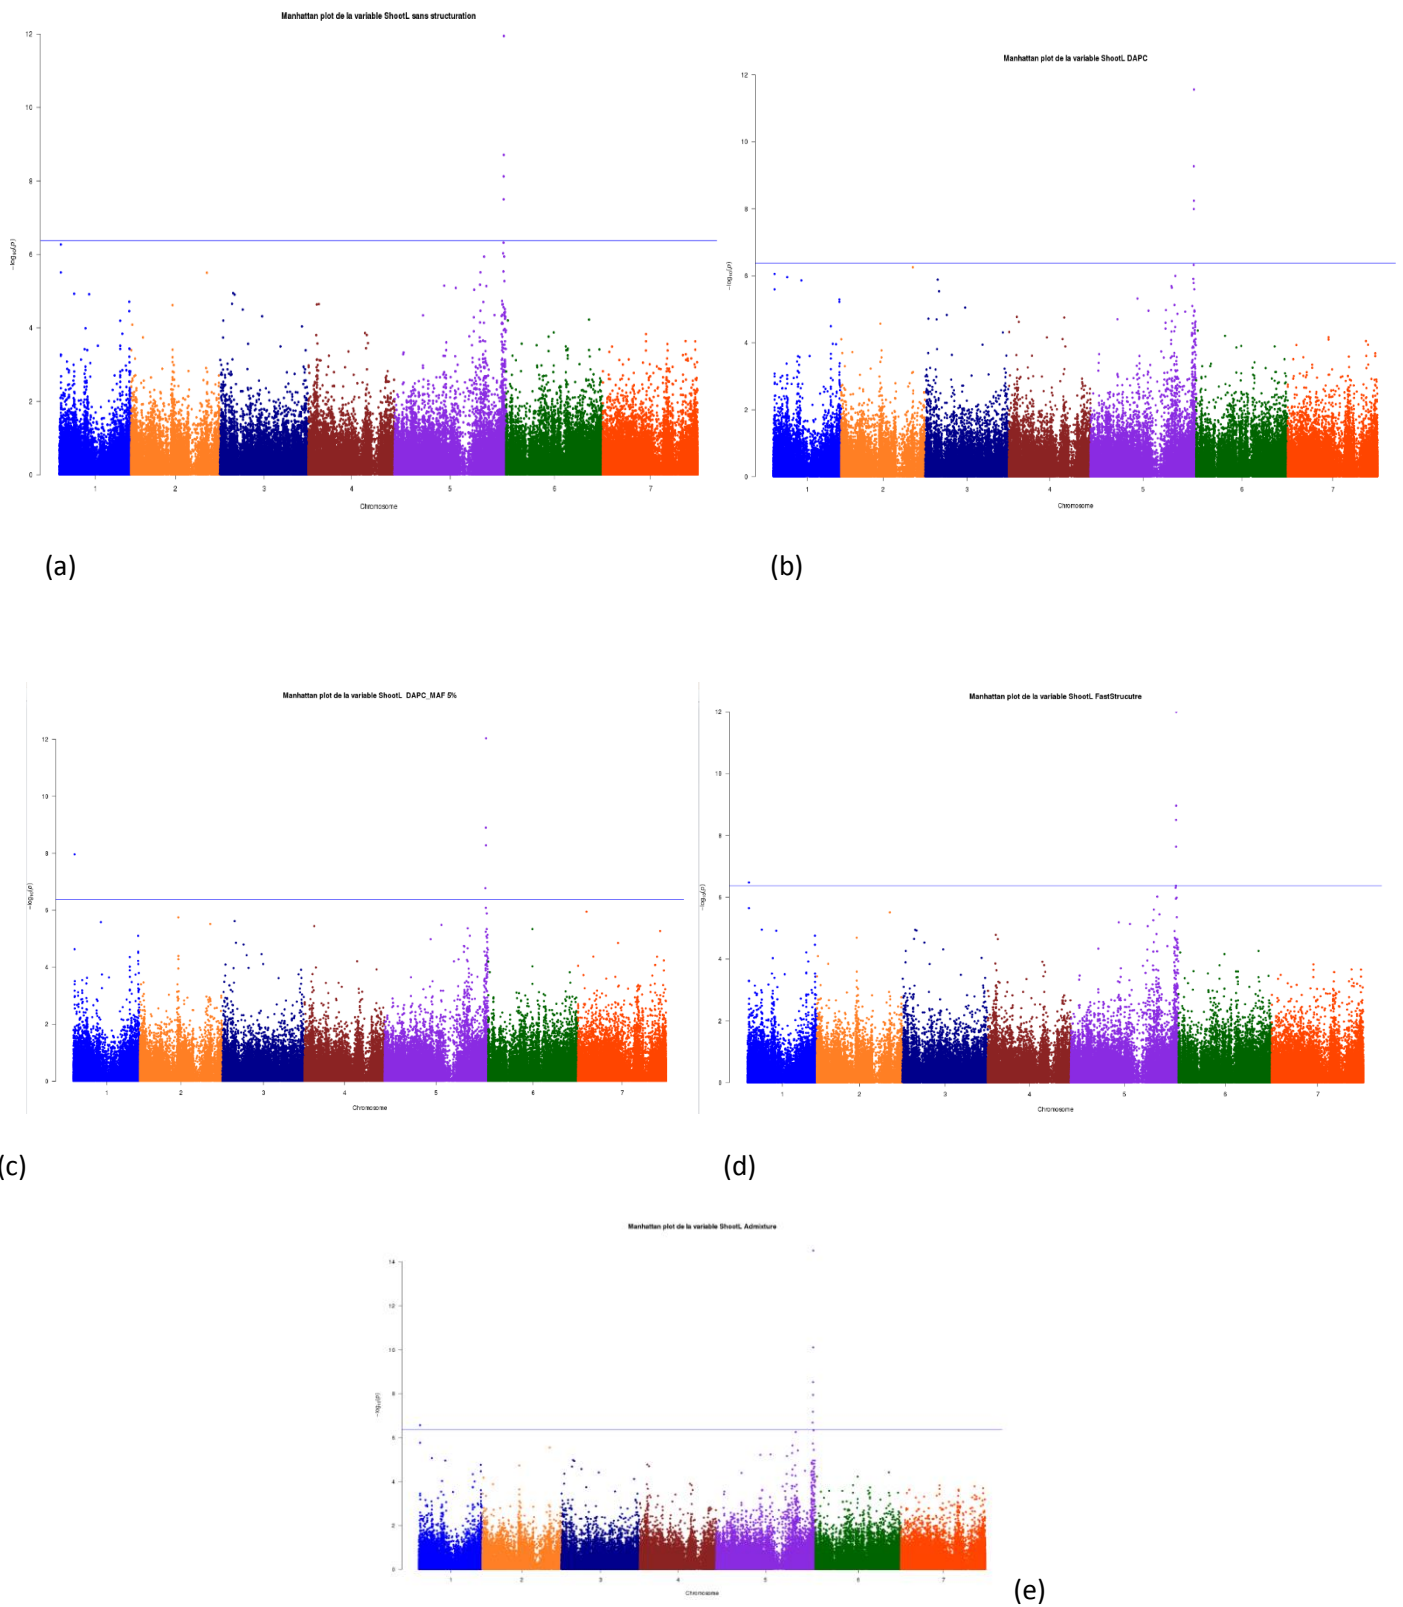 Manhattan plot de la variable ShootL sans structuration
12
10
8
6
4
2
0
-log10(p)
1 2 3 4 5 6 7
Chromosome
(a)
Manhattan plot de la variable ShootL DAPC
12
10
8
6
4
2
0
-log10(p)
1 2 3 4 5 6 7
Chromosome
(b)
Manhattan plot de la variable ShootL DAPC_MAF 5%
12
10
8
6
4
2
0
-log10(p)
1 2 3 4 5 6 7
Chromosome
(c)
Manhattan plot de la variable ShootL FastStrucutre
12
10
8
6
4
2
0
-log10(p)
1 2 3 4 5 6 7
Chromosome
(d)
Manhattan plot de la variable ShootL Admixture
14
12
10
8
6
4
2
0
-log10(p)
1 2 3 4 5 6 7
Chromosome
(e)